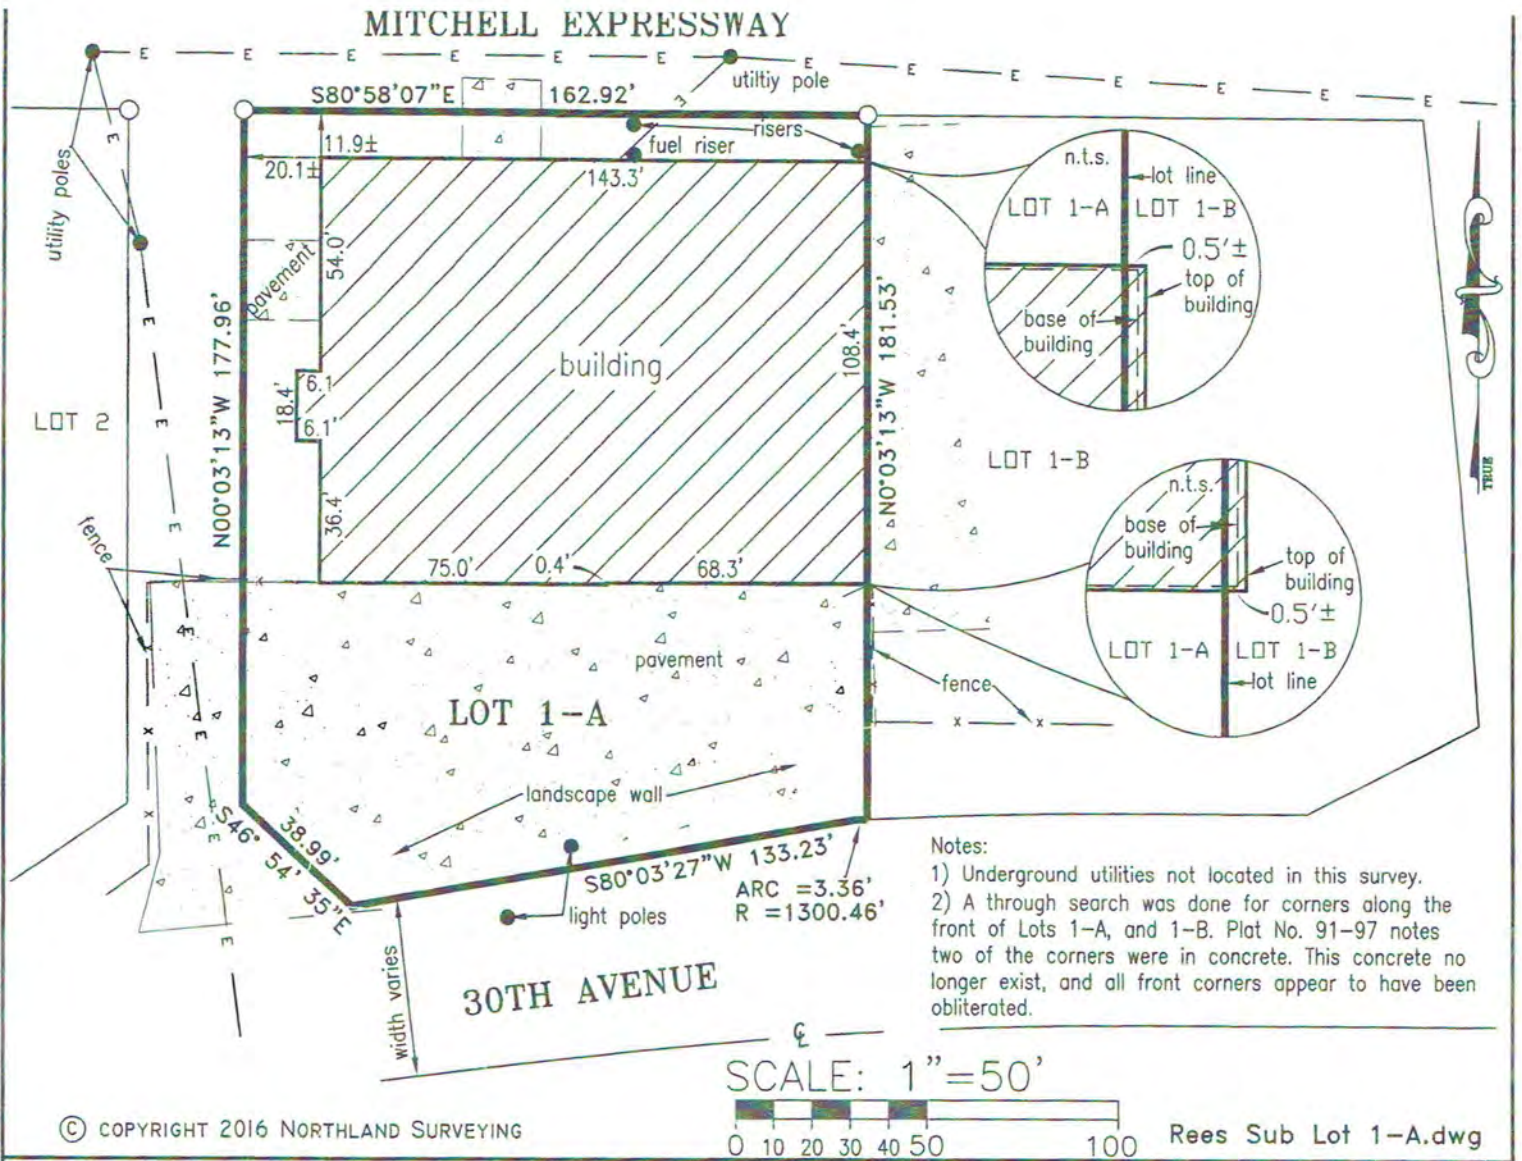 MITCHELL EXPRESSWAY
E E E E E E E E E E
utiltiy pole
S80°58'07"E 162.92'
E
3
risers
fuel riser
11.9±
20.1±
143.3'
utility poles
n.t.s.
lot line
LOT 1-A LOT 1-B
0.5'±
top of
building
base of
building
pavement
54.0'
E
N00°03'13"W 177.96'
building
108.4'
N0°03'13"W 181.53'
6.1
18.4'
6.1'
LOT 2
LOT 1-B
TRUE
36.4'
fence
E
75.0' 0.4' 68.3'
x
n.t.s.
base of
building
top of
building
0.5'±
LOT 1-A LOT 1-B
lot line
E
pavement
fence
x x
LOT 1-A
x
E
x
landscape wall
38.99'
S46° 54' 35"E
E
S80°03'27"W 133.23'
ARC =3.36'
R =1300.46'
light poles
E
width varies
30TH AVENUE
Notes:
1) Underground utilities not located in this survey.
2) A through search was done for corners along the
front of Lots 1-A, and 1-B. Plat No. 91-97 notes
two of the corners were in concrete. This concrete no
longer exist, and all front corners appear to have been
obliterated.
℄
SCALE: 1"=50'
0 10 20 30 40 50 100
© COPYRIGHT 2016 NORTHLAND SURVEYING
Rees Sub Lot 1-A.dwg